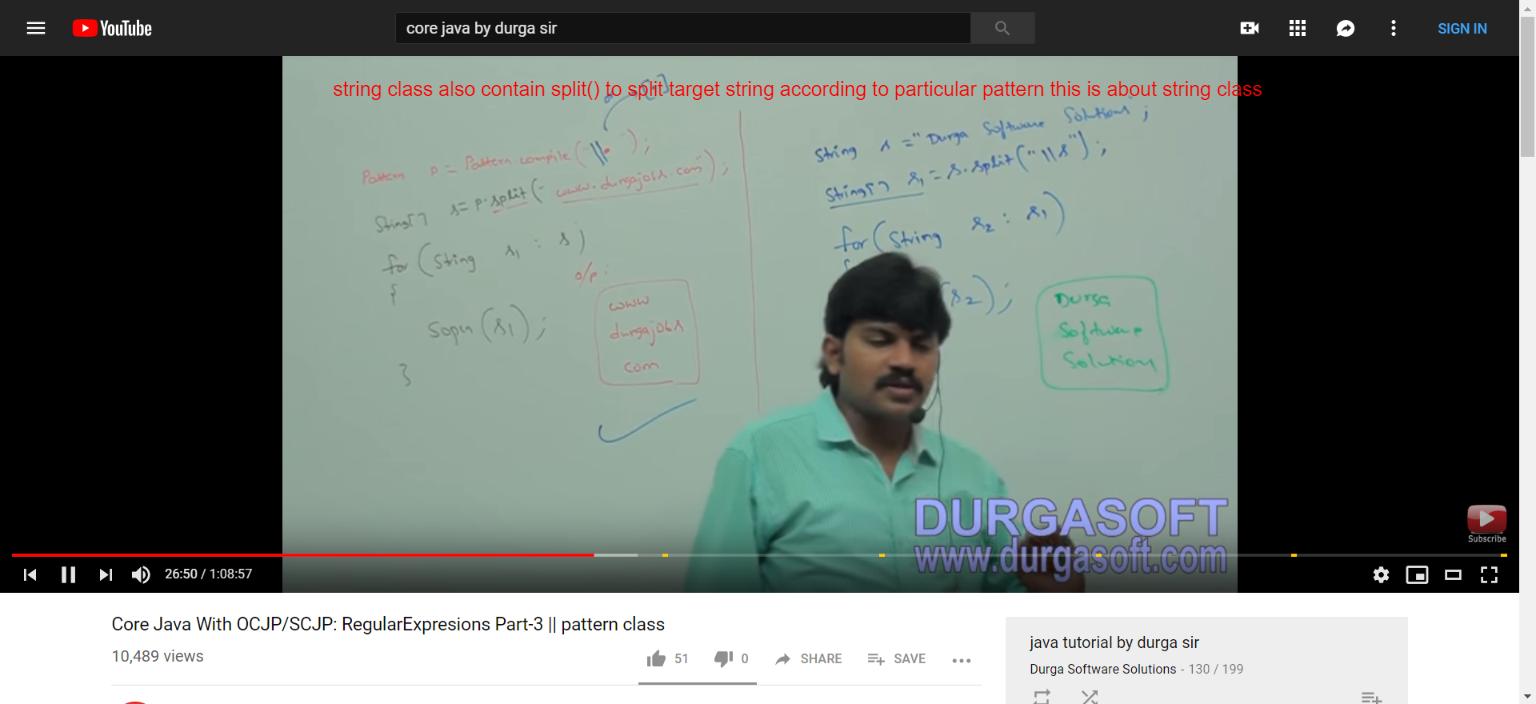 YouTube
core java by durga sir
SIGN IN
string class also contain split() to split target string according to particular pattern this is about string class
Pattern p = Pattern.compile("\\.");
String[] s = p.split("www.durgajobs.com");
for (String s1 : s)
{
Sopln (s1);
}
o/p:
www
durgajobs
com
String s = "Durga Software Solutions";
String[] s1 = s.split("\\s");
for (String s2 : s1)
{
(s2);
Durga
Software
Solutions
DURGASOFT
www.durgasoft.com
Subscribe
26:50 / 1:08:57
Core Java With OCJP/SCJP: RegularExpresions Part-3 || pattern class
10,489 views
51
0
SHARE
SAVE
java tutorial by durga sir
Durga Software Solutions - 130 / 199